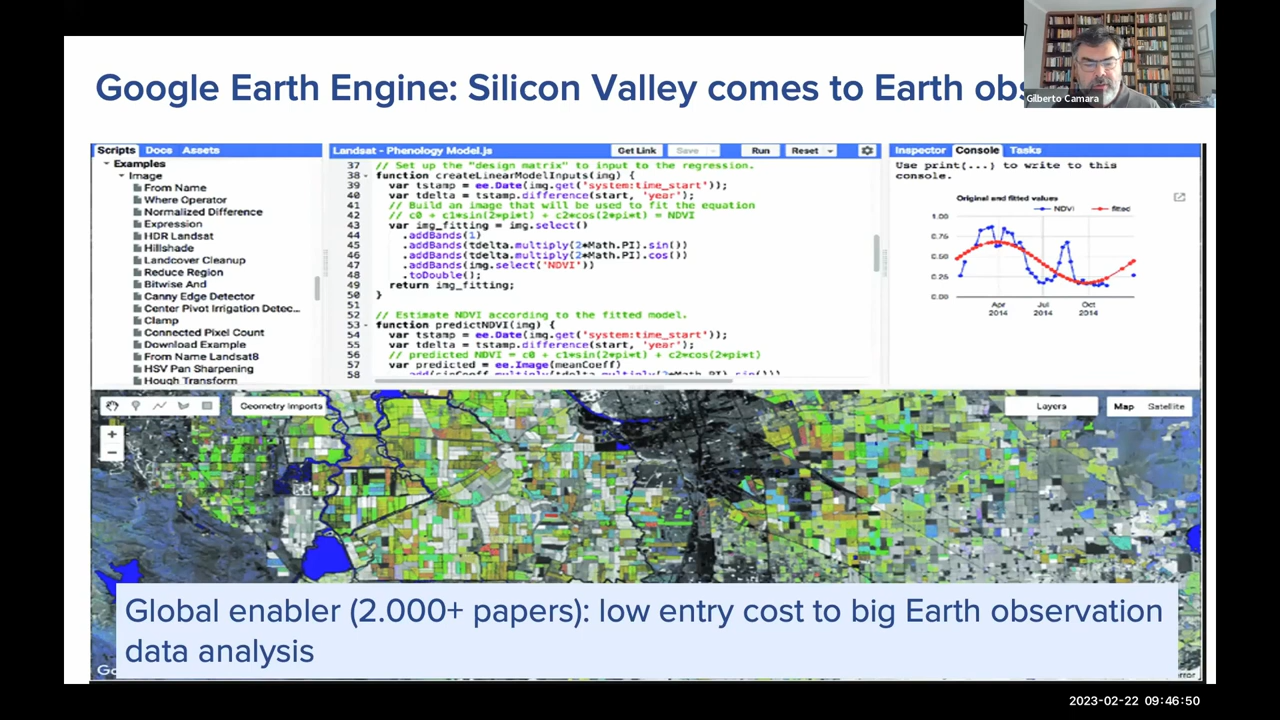 Google Earth Engine: Silicon Valley comes to Earth obs
Gilberto Camara
Scripts Docs Assets
Examples
Image
From Name
Where Operator
Normalized Difference
Expression
HDR Landsat
Hillshade
Landcover Cleanup
Reduce Region
Bitwise And
Canny Edge Detector
Center Pivot Irrigation Detec...
Clamp
Connected Pixel Count
Download Example
From Name Landsat8
HSV Pan Sharpening
Hough Transform
Landsat - Phenology Model.js
Get Link Save Run Reset
37 // Set up the "design matrix" to input to the regression.
38 function createLinearModelInputs(img) {
39 var tstamp = ee.Date(img.get('system:time_start'));
40 var tdelta = tstamp.difference(start, 'year');
41 // Build an image that will be used to fit the equation
42 // c0 + c1*sin(2*pi*t) + c2*cos(2*pi*t) = NDVI
43 var img_fitting = img.select()
44 .addBands(1)
45 .addBands(tdelta.multiply(2*Math.PI).sin())
46 .addBands(tdelta.multiply(2*Math.PI).cos())
47 .addBands(img.select('NDVI'))
48 .toDouble();
49 return img_fitting;
50 }
51
52 // Estimate NDVI according to the fitted model.
53 function predictNDVI(img) {
54 var tstamp = ee.Date(img.get('system:time_start'));
55 var tdelta = tstamp.difference(start, 'year');
56 // predicted NDVI = c0 + c1*sin(2*pi*t) + c2*cos(2*pi*t)
57 var predicted = ee.Image(meanCoeff)
58 .add(sinCoeff.multiply(tdelta.multiply(2*Math.PI).sin()))
Inspector Console Tasks
Use print(...) to write to this
console.
Original and fitted values
NDVI fitted
1.00
0.75
0.50
0.25
0.00
Apr 2014
Jul 2014
Oct 2014
Geometry Imports
Layers
Map Satellite
+
−
Global enabler (2.000+ papers): low entry cost to big Earth observation
data analysis
Go
error
2023-02-22 09:46:50